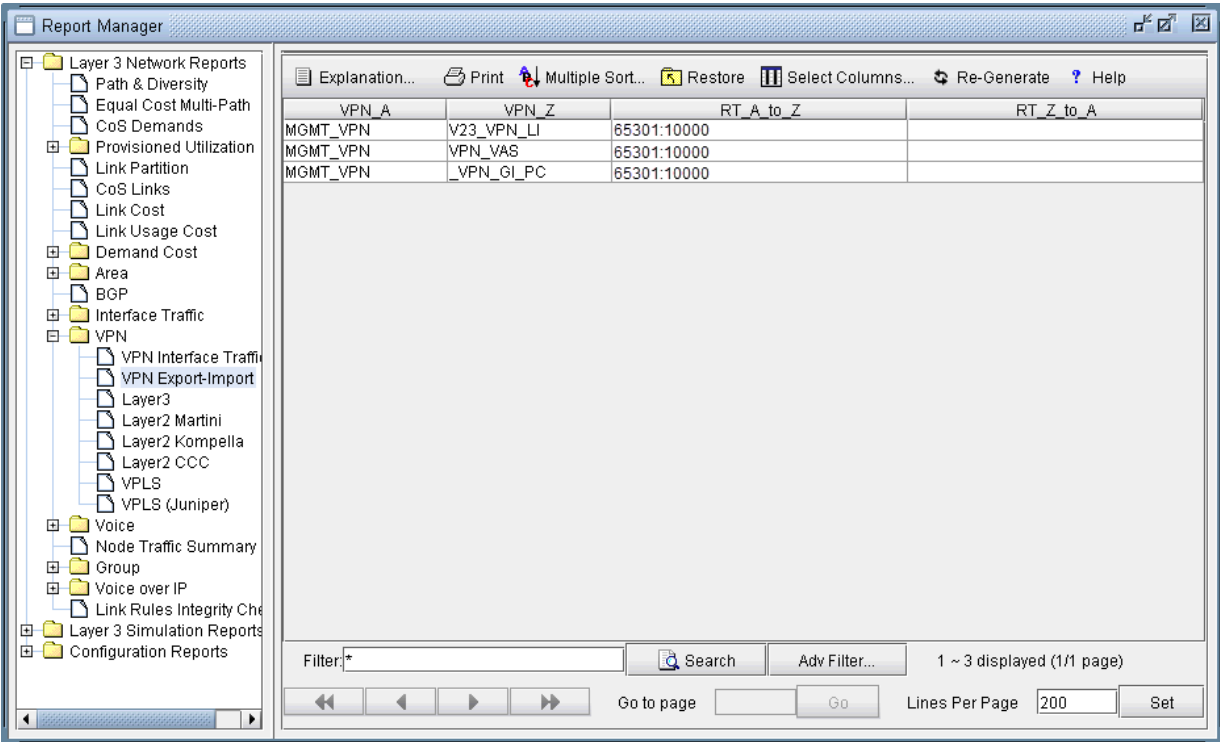 Report Manager
Layer 3 Network Reports
Path & Diversity
Equal Cost Multi-Path
CoS Demands
Provisioned Utilization
Link Partition
CoS Links
Link Cost
Link Usage Cost
Demand Cost
Area
BGP
Interface Traffic
VPN
VPN Interface Traffi
VPN Export-Import
Layer3
Layer2 Martini
Layer2 Kompella
Layer2 CCC
VPLS
VPLS (Juniper)
Voice
Node Traffic Summary
Group
Voice over IP
Link Rules Integrity Che
Layer 3 Simulation Reports
Configuration Reports
Explanation... Print Multiple Sort... Restore Select Columns... Re-Generate ? Help
VPN_A VPN_Z RT_A_to_Z RT_Z_to_A
MGMT_VPN V23_VPN_LI 65301:10000
MGMT_VPN VPN_VAS 65301:10000
MGMT_VPN _VPN_GI_PC 65301:10000
Filter: * Search Adv Filter... 1 ~ 3 displayed (1/1 page)
Go to page Go Lines Per Page 200 Set